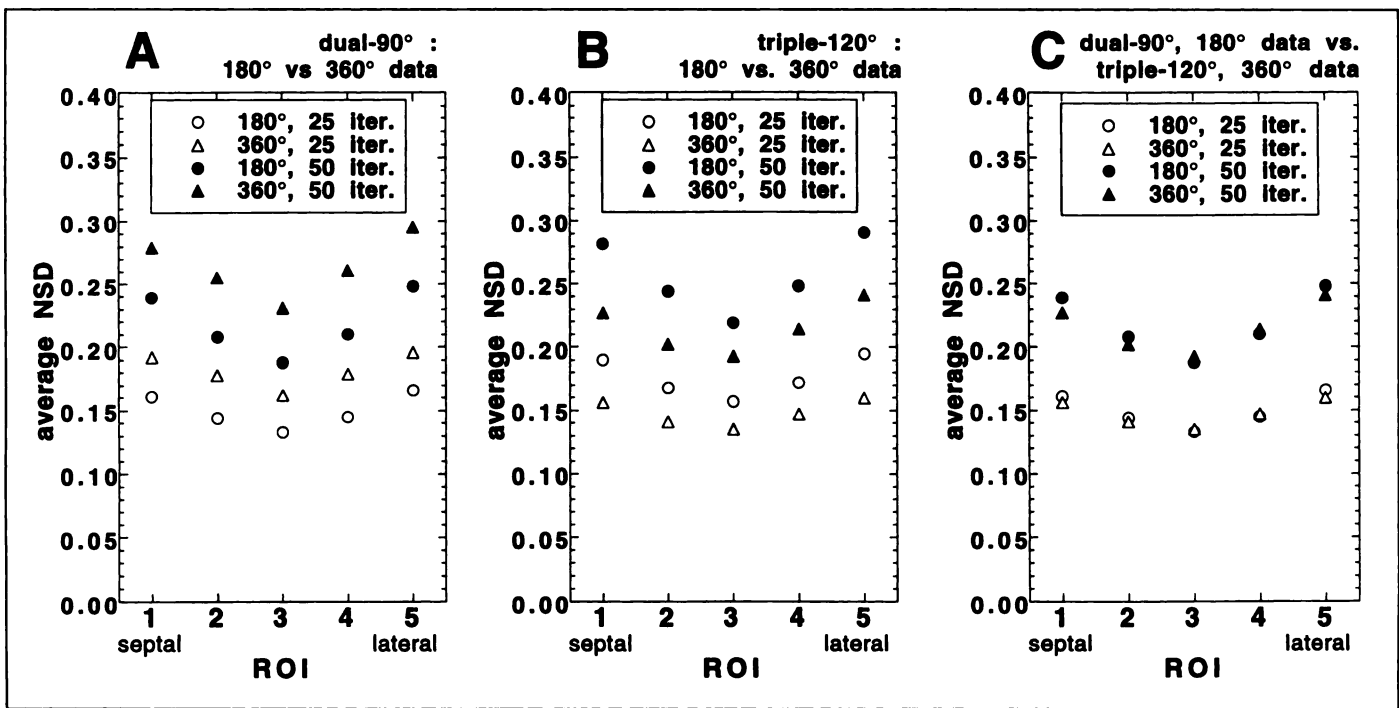 A
dual-90° :
180° vs 360° data
180°, 25 iter.
360°, 25 iter.
180°, 50 iter.
360°, 50 iter.
0.40
0.35
0.30
0.25
0.20
0.15
0.10
0.05
0.00
average NSD
1 2 3 4 5
septal lateral
ROI
B
triple-120° :
180° vs. 360° data
180°, 25 iter.
360°, 25 iter.
180°, 50 iter.
360°, 50 iter.
0.40
0.35
0.30
0.25
0.20
0.15
0.10
0.05
0.00
average NSD
1 2 3 4 5
septal lateral
ROI
C
dual-90°, 180° data vs.
triple-120°, 360° data
180°, 25 iter.
360°, 25 iter.
180°, 50 iter.
360°, 50 iter.
0.40
0.35
0.30
0.25
0.20
0.15
0.10
0.05
0.00
average NSD
1 2 3 4 5
septal lateral
ROI